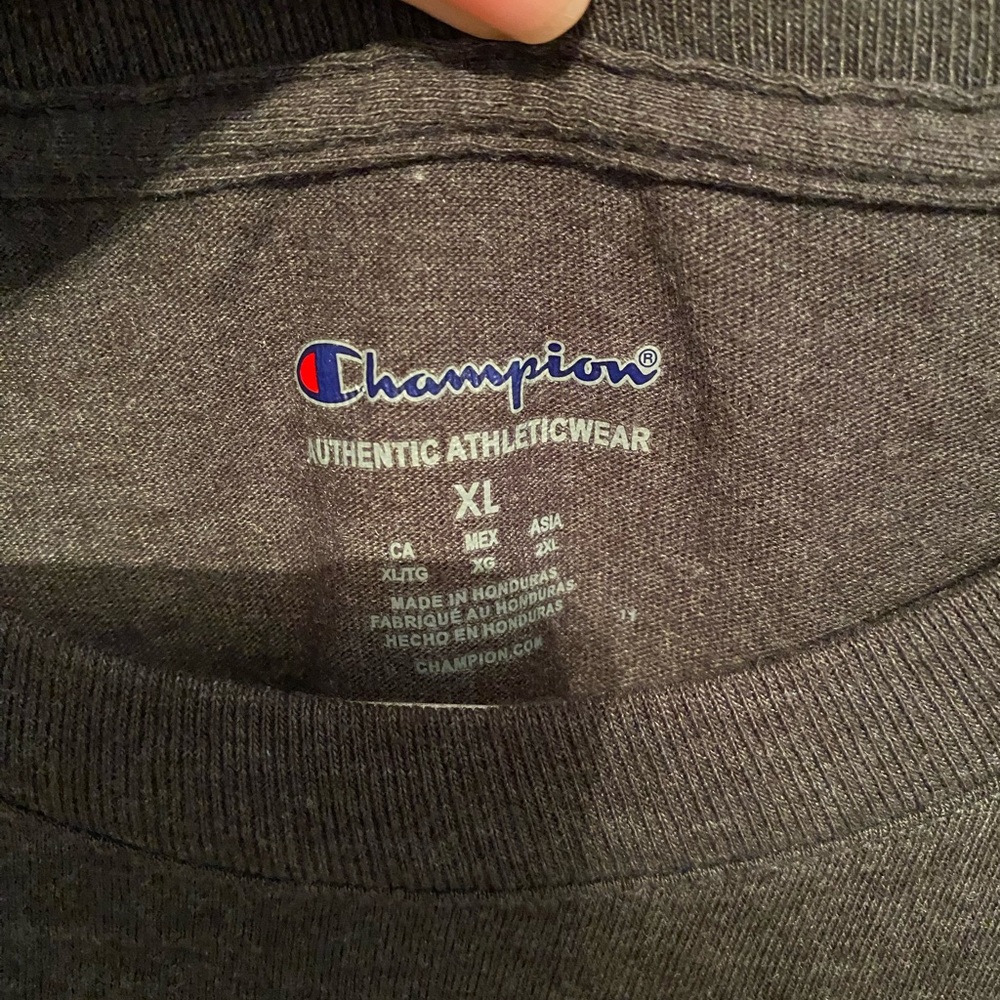 Champion®
AUTHENTIC ATHLETICWEAR
XL
CA MEX ASIA
XL/TG XG 2XL
MADE IN HONDURAS
FABRIQUÉ AU HONDURAS
HECHO EN HONDURAS
CHAMPION.COM